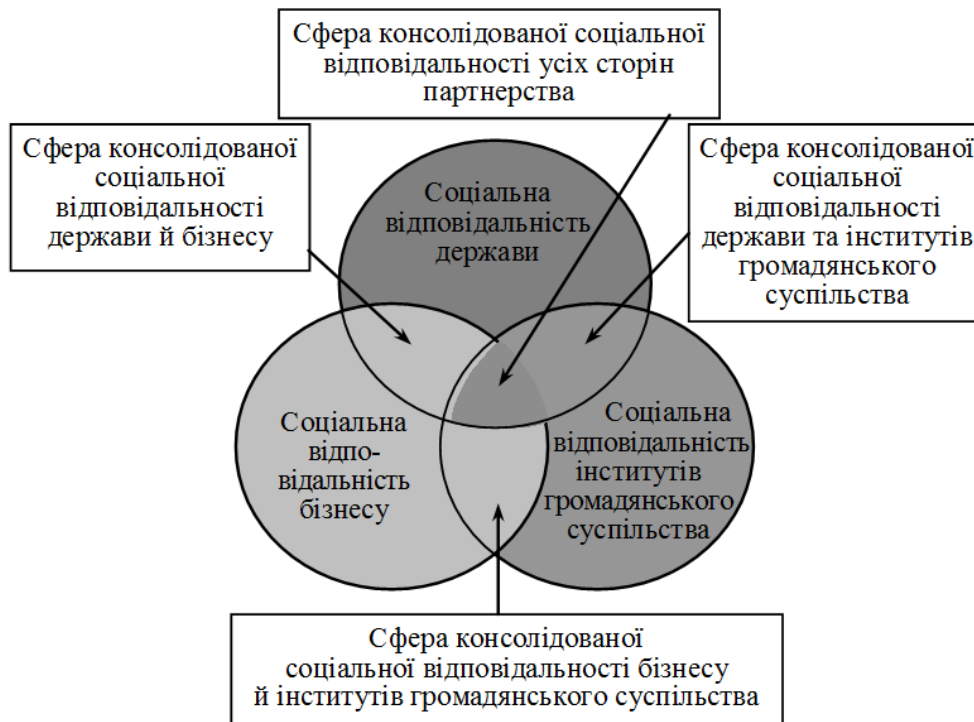 Сфера консолідованої соціальної
відповідальності усіх сторін
партнерства
Сфера консолідованої
соціальної
відповідальності
держави й бізнесу
Сфера консолідованої
соціальної
відповідальності
держави та інститутів
громадянського
суспільства
Соціальна
відповідальність
держави
Соціальна
відпо-
відальність
бізнесу
Соціальна
відповідальність
інститутів
громадянського
суспільства
Сфера консолідованої
соціальної відповідальності бізнесу
й інститутів громадянського суспільства